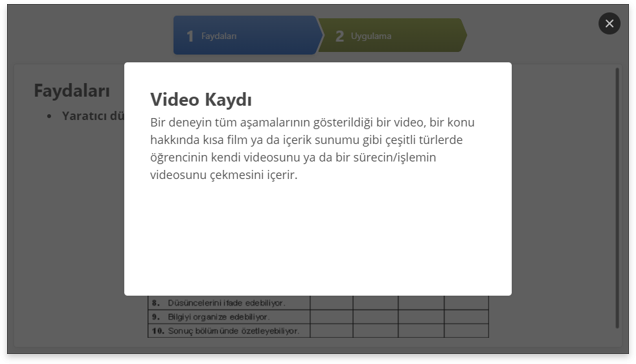 1 Faydaları
2 Uygulama
Faydaları
• Yaratıcı dü
Video Kaydı
Bir deneyin tüm aşamalarının gösterildiği bir video, bir konu
hakkında kısa film ya da içerik sunumu gibi çeşitli türlerde
öğrencinin kendi videosunu ya da bir sürecin/işlemin
videosunu çekmesini içerir.
8. Düşüncelerini ifade edebiliyor.
9. Bilgiyi organize edebiliyor.
10. Sonuç bölümünde özetleyebiliyor.